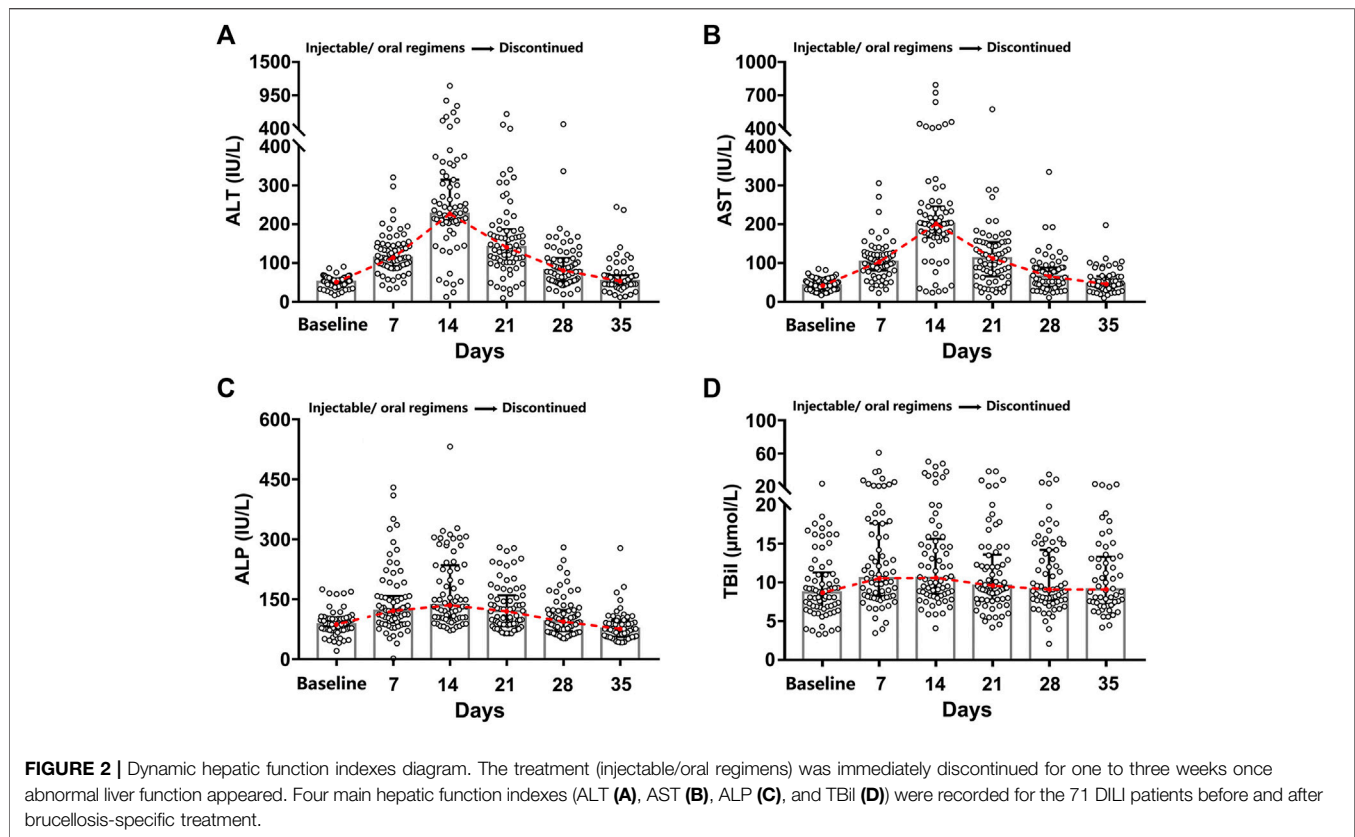 A
Injectable/ oral regimens → Discontinued
1500
950
400
400
300
200
100
0
ALT (IU/L)
Baseline 7 14 21 28 35
Days
B
Injectable/ oral regimens → Discontinued
1000
700
400
400
300
200
100
0
AST (IU/L)
Baseline 7 14 21 28 35
Days
C
Injectable/ oral regimens → Discontinued
600
450
300
150
0
ALP (IU/L)
Baseline 7 14 21 28 35
Days
D
Injectable/ oral regimens → Discontinued
100
60
20
20
15
10
5
0
TBil (μmol/L)
Baseline 7 14 21 28 35
Days
FIGURE 2 | Dynamic hepatic function indexes diagram. The treatment (injectable/oral regimens) was immediately discontinued for one to three weeks once
abnormal liver function appeared. Four main hepatic function indexes (ALT (A), AST (B), ALP (C), and TBil (D)) were recorded for the 71 DILI patients before and after
brucellosis-specific treatment.